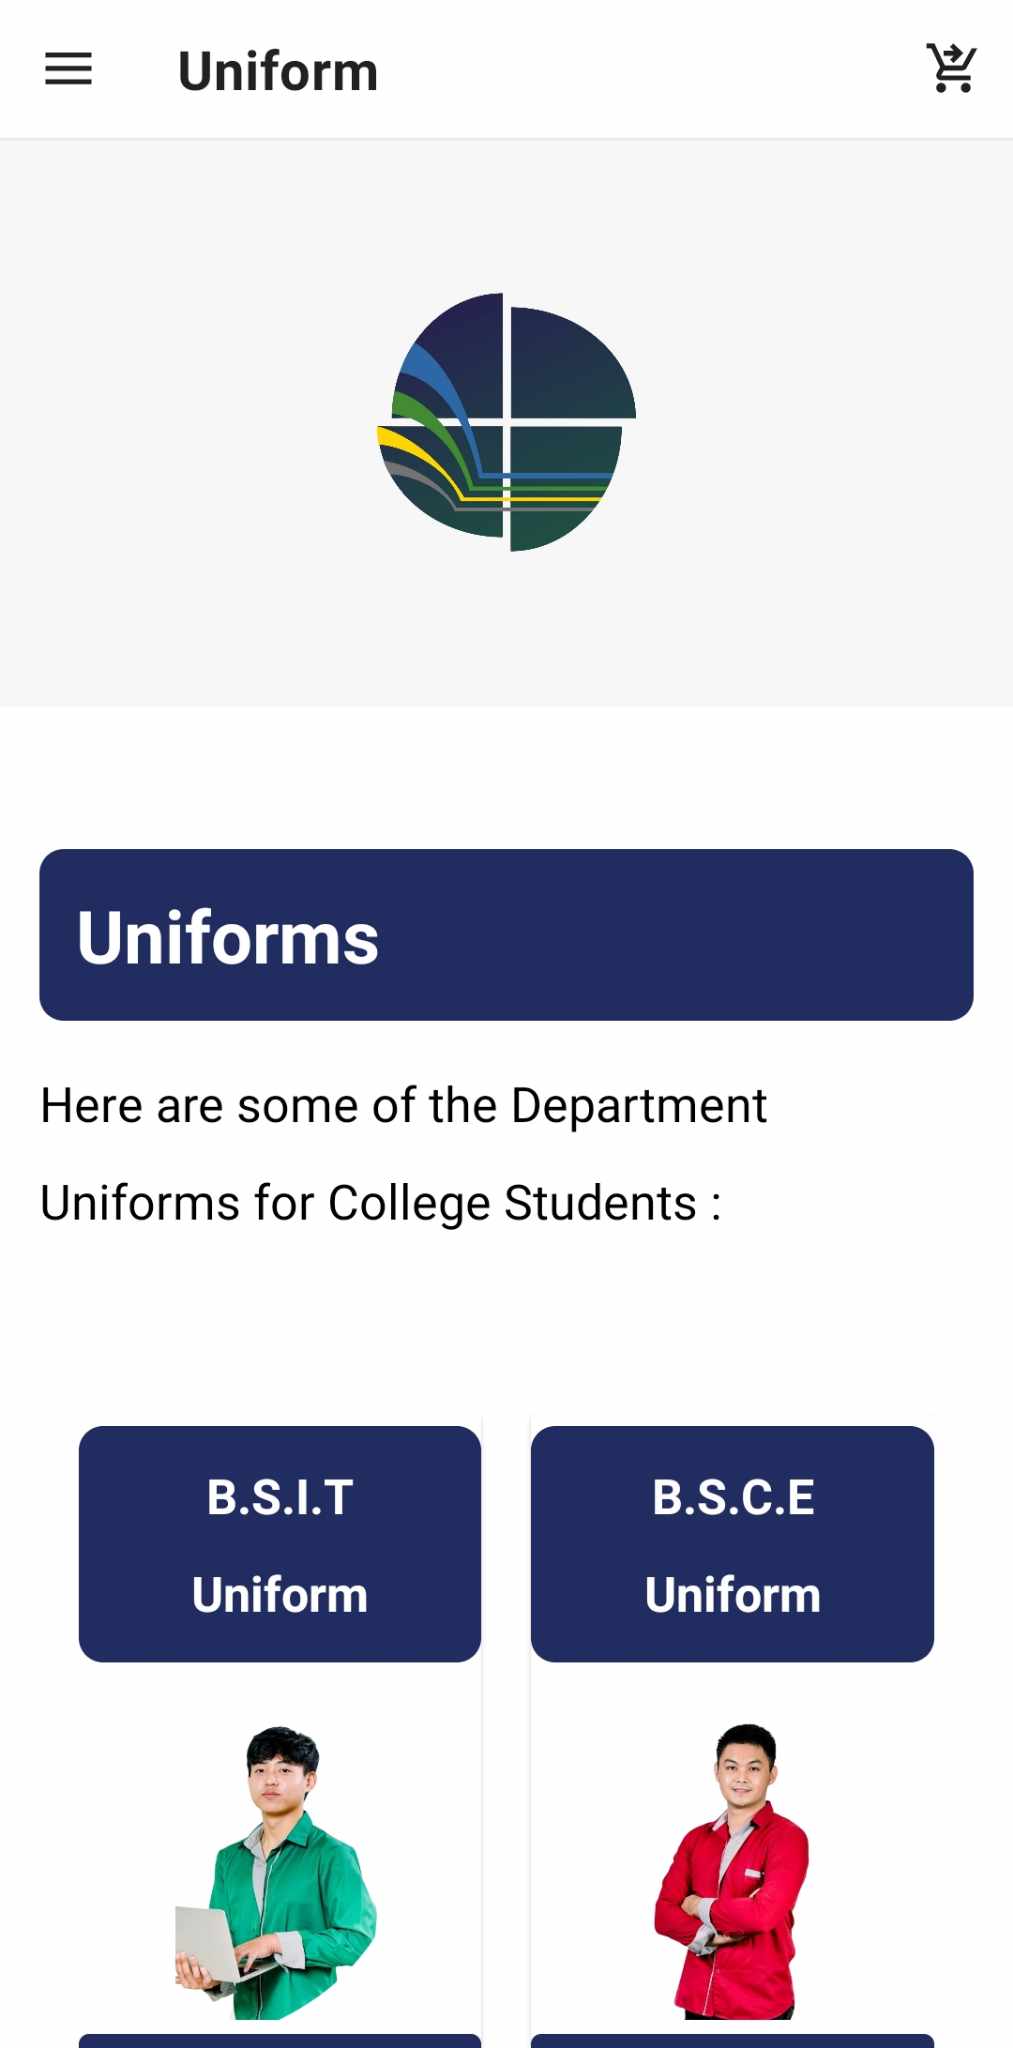 Uniform
Uniforms
Here are some of the Department
Uniforms for College Students :
B.S.I.T
Uniform
B.S.C.E
Uniform